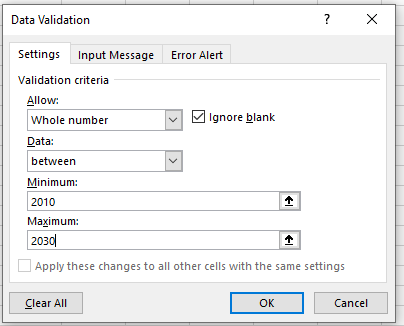 Data Validation ? ×
Settings Input Message Error Alert
Validation criteria
Allow:
Whole number Ignore blank
Data:
between
Minimum:
2010
Maximum:
2030
Apply these changes to all other cells with the same settings
Clear All OK Cancel